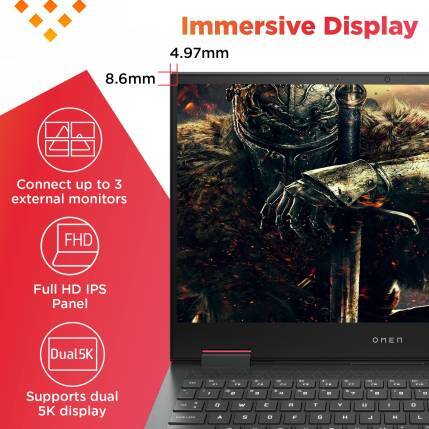 Immersive Display
4.97mm
8.6mm
Connect up to 3
external monitors
FHD
Full HD IPS
Panel
Dual5K
Supports dual
5K display
OMEN